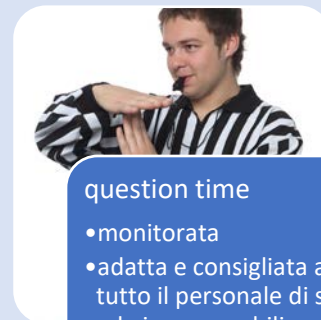 question time
•monitorata
•adatta e consigliata a
tutto il personale di s